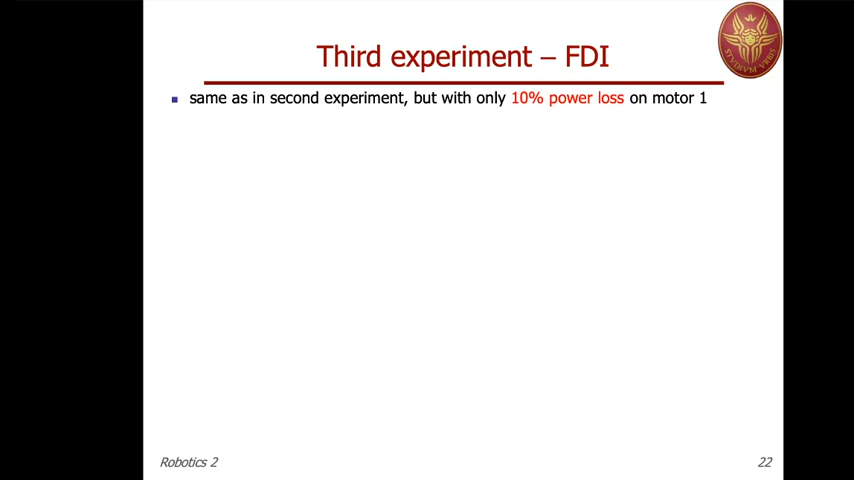 Third experiment – FDI
same as in second experiment, but with only 10% power loss on motor 1
Robotics 2
22